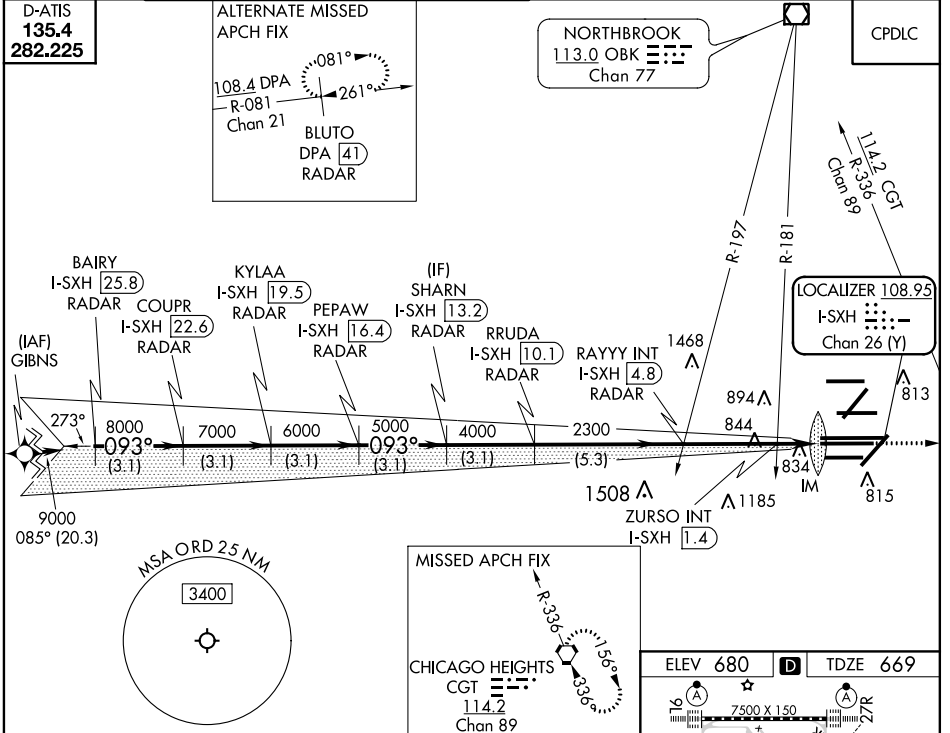 D-ATIS
135.4
282.225
ALTERNATE MISSED
APCH FIX
081°
261°
108.4 DPA
R-081
Chan 21
BLUTO
DPA 41
RADAR
NORTHBROOK
113.0 OBK
Chan 77
CPDLC
114.2 CGT
R-336
Chan 89
R-197
R-181
LOCALIZER 108.95
I-SXH
Chan 26 (Y)
BAIRY
I-SXH 25.8
RADAR
COUPR
I-SXH 22.6
RADAR
KYLAA
I-SXH 19.5
RADAR
PEPAW
I-SXH 16.4
RADAR
(IF)
SHARN
I-SXH 13.2
RADAR
RRUDA
I-SXH 10.1
RADAR
RAYYY INT
I-SXH 4.8
RADAR
1468
894
844
834
813
815
IM
(IAF)
GIBNS
273°
8000
093°
(3.1)
7000
(3.1)
6000
(3.1)
5000
093°
(3.1)
4000
(3.1)
2300
(5.3)
1508
1185
ZURSO INT
I-SXH 1.4
9000
085° (20.3)
MSA ORD 25 NM
3400
MISSED APCH FIX
R-336
156°
336°
CHICAGO HEIGHTS
CGT
114.2
Chan 89
ELEV 680 D TDZE 669
A
A
9L
7500 X 150
27R